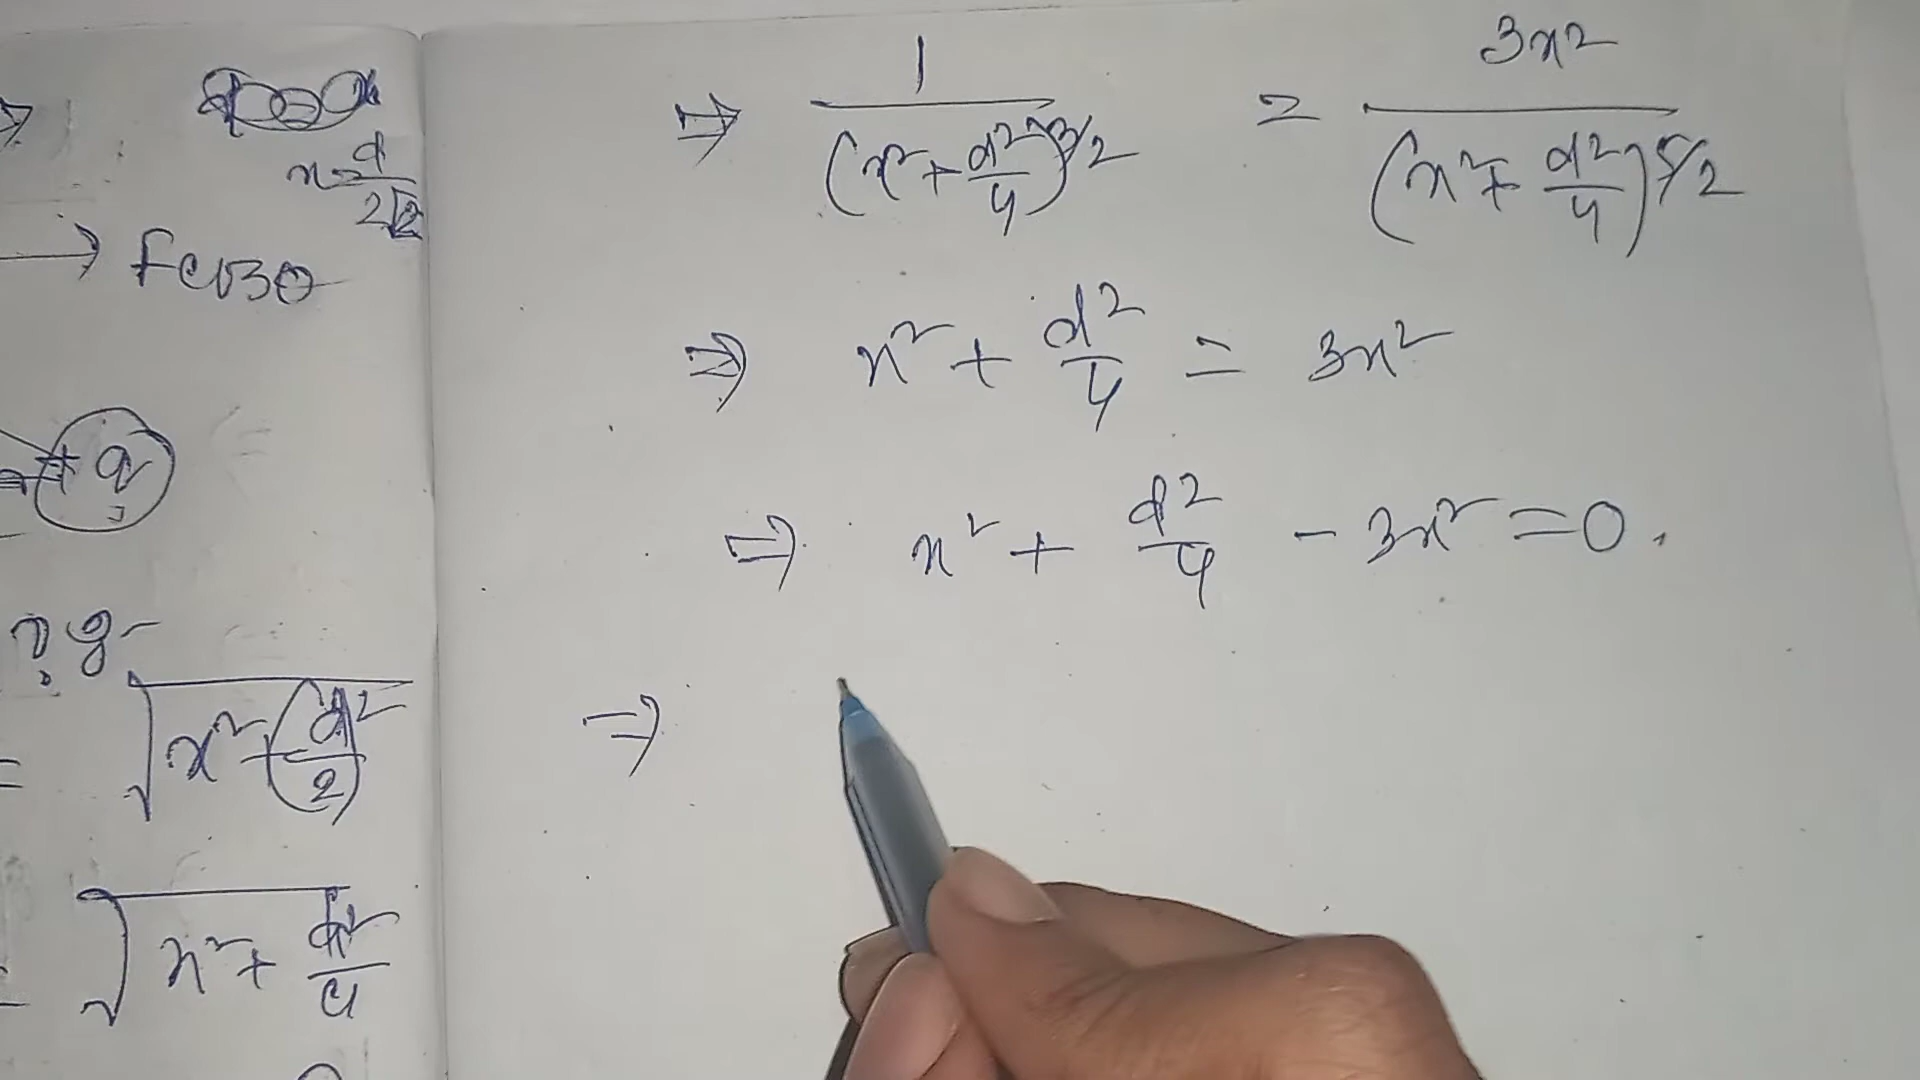 x = d/2√2
→ Fcosθ
+q
= √x²+(d/2)²
= √x²+d²/4
⇒ 1/(x²+d²/4)^3/2 = 3x²/(x²+d²/4)^5/2
⇒ x² + d²/4 = 3x²
⇒ x² + d²/4 - 3x² = 0.
⇒